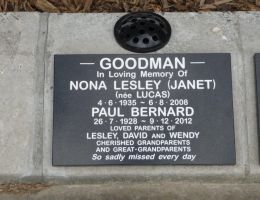 — GOODMAN —
In Loving Memory Of
NONA LESLEY (JANET)
(née LUCAS)
4 · 6 · 1935 ~ 6 · 8 · 2008
PAUL BERNARD
26 · 7 · 1928 ~ 9 · 12 · 2012
LOVED PARENTS OF
LESLEY, DAVID AND WENDY
CHERISHED GRANDPARENTS
AND GREAT-GRANDPARENTS
So sadly missed every day